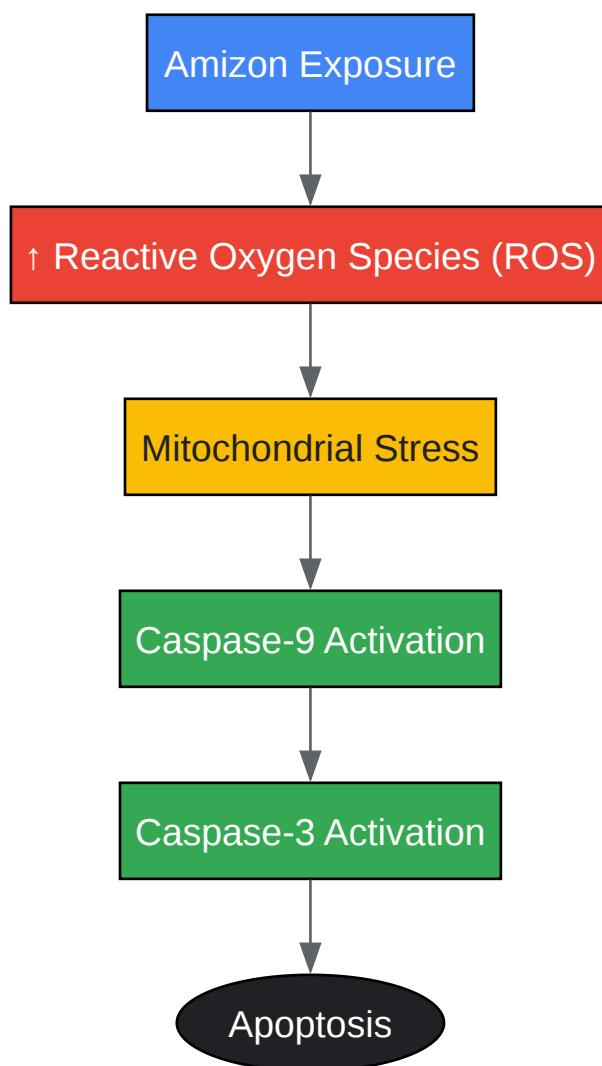 Amizon Exposure
↑ Reactive Oxygen Species (ROS)
Mitochondrial Stress
Caspase-9 Activation
Caspase-3 Activation
Apoptosis